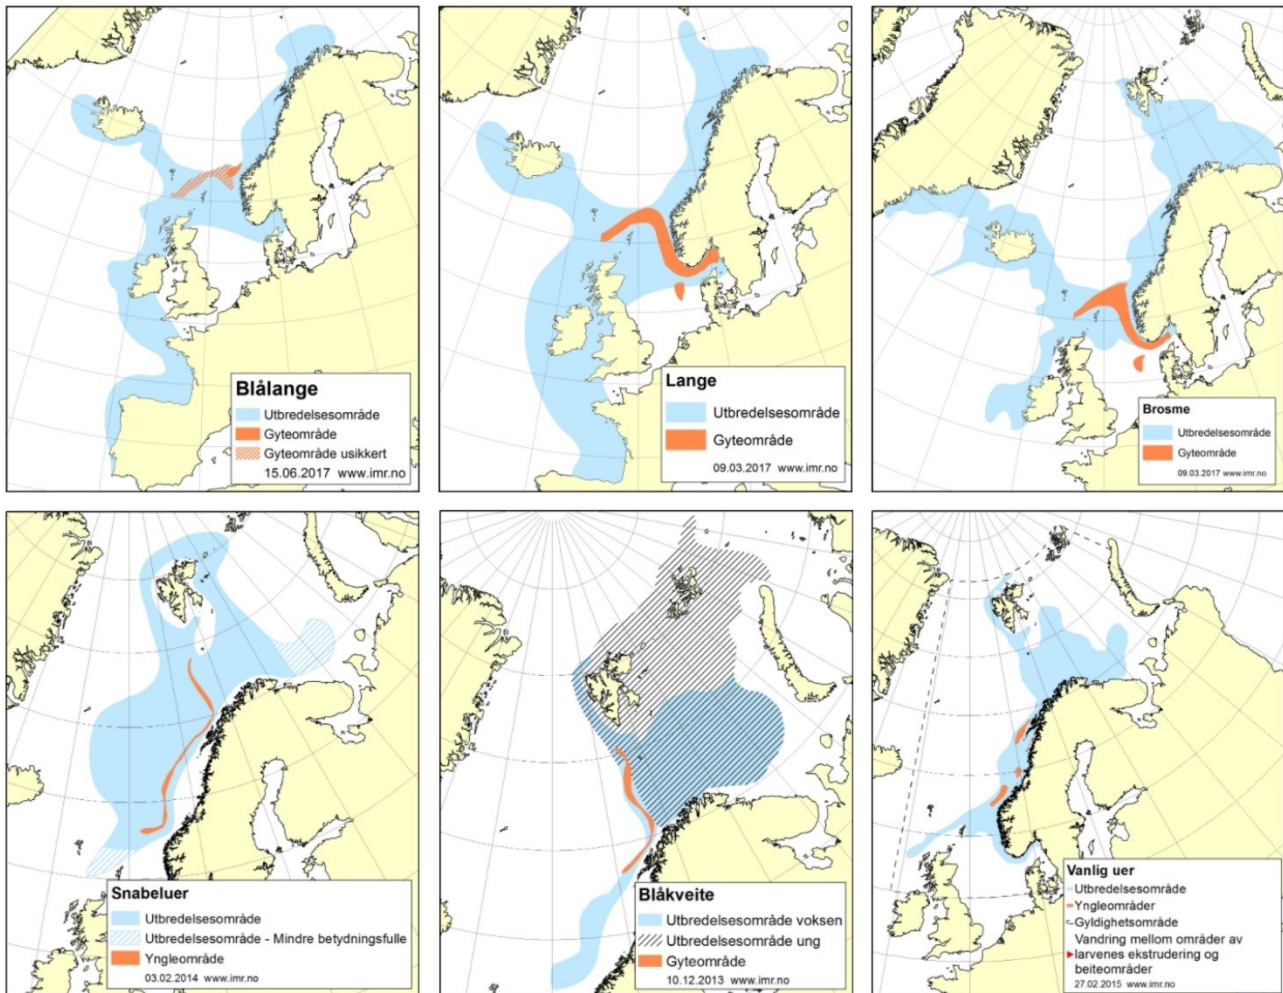 Blålange
Utbredelsesområde
Gyteområde
Gyteområde usikkert
15.06.2017 www.imr.no
Lange
Utbredelsesområde
Gyteområde
09.03.2017 www.imr.no
Brosme
Utbredelsesområde
Gyteområde
09.03.2017 www.imr.no
Snabeluer
Utbredelsesområde
Utbredelsesområde - Mindre betydningsfulle
Yngleområde
03.02.2014 www.imr.no
Blåkveite
Utbredelsesområde voksen
Utbredelsesområde ung
Gyteområde
10.12.2013 www.imr.no
Vanlig uer
Utbredelsesområde
Yngleområder
Gyldighetsområde
Vandring mellom områder av
larvenes ekstrudering og
beiteområder
27.02.2015 www.imr.no